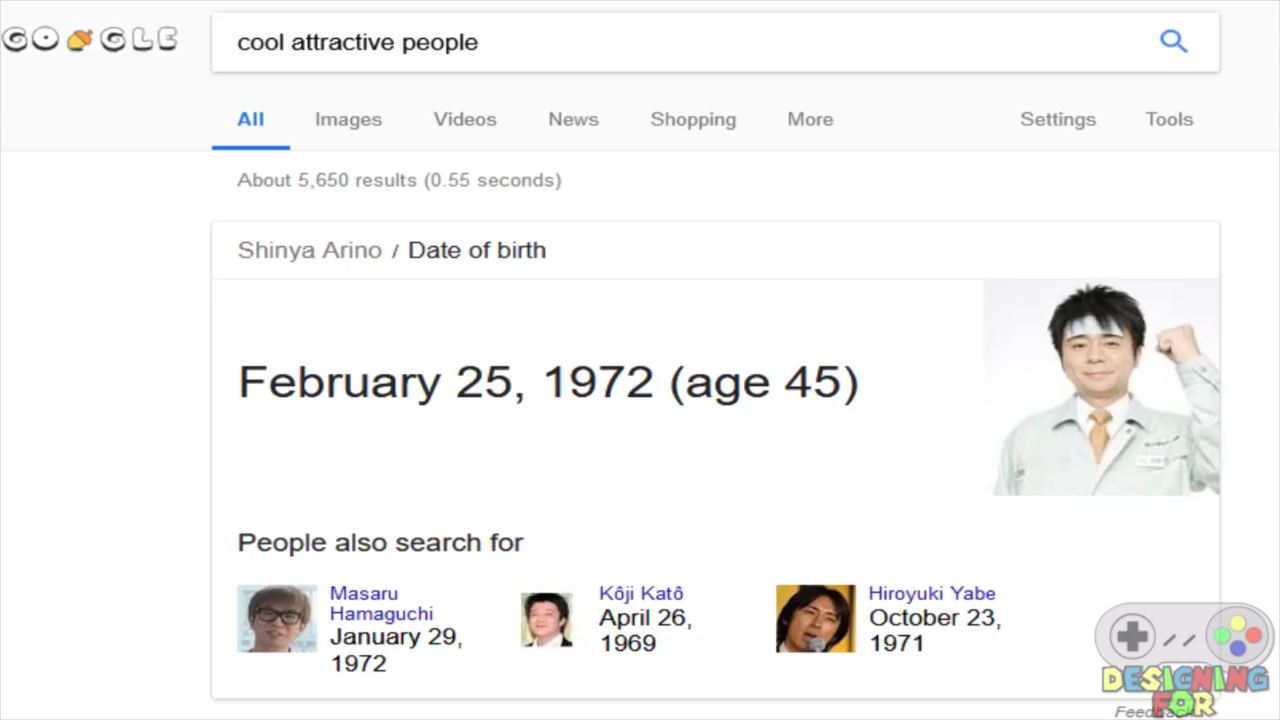 GO GLE
cool attractive people
All Images Videos News Shopping More Settings Tools
About 5,650 results (0.55 seconds)
Shinya Arino / Date of birth
February 25, 1972 (age 45)
People also search for
Masaru
Hamaguchi
January 29,
1972
Kôji Katô
April 26,
1969
Hiroyuki Yabe
October 23,
1971
DESIGNING
FOR